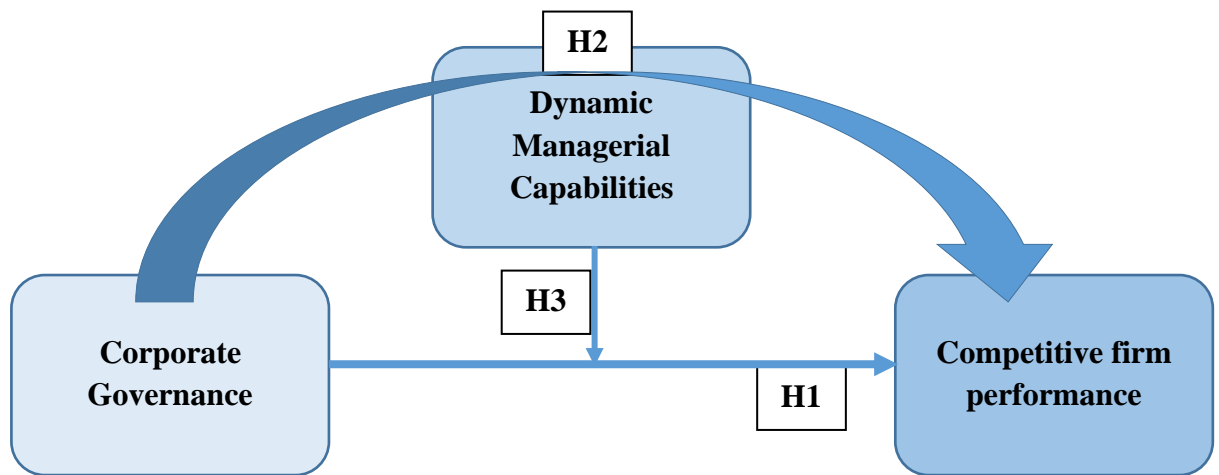 H2
Dynamic
Managerial
Capabilities
H3
Corporate
Governance
H1
Competitive firm
performance